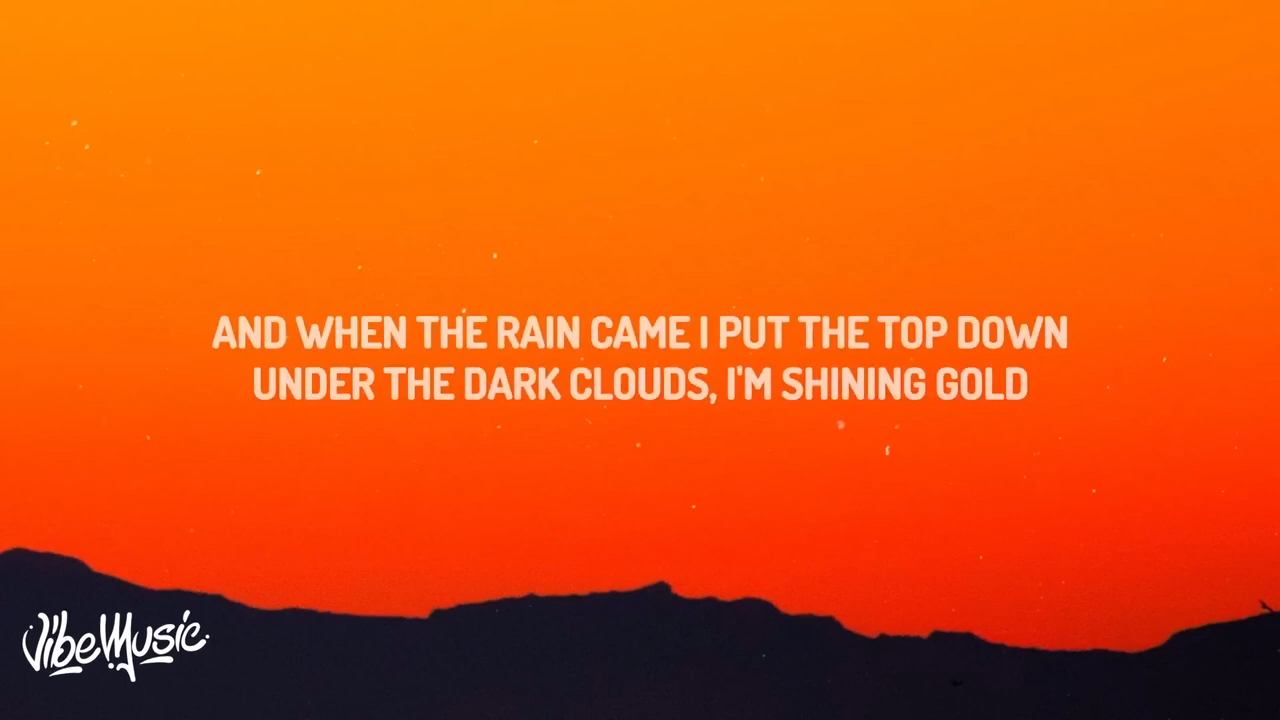 AND WHEN THE RAIN CAME I PUT THE TOP DOWN
UNDER THE DARK CLOUDS, I'M SHINING GOLD
VibeMusic